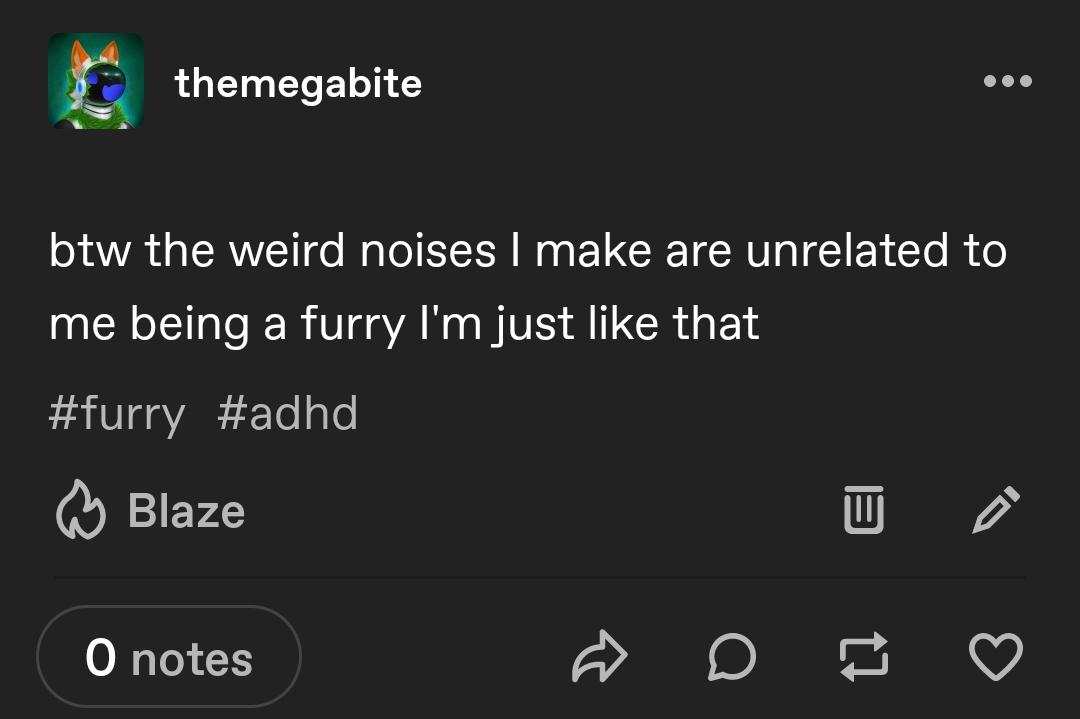 themegabite
btw the weird noises I make are unrelated to
me being a furry I'm just like that
#furry #adhd
Blaze
0 notes